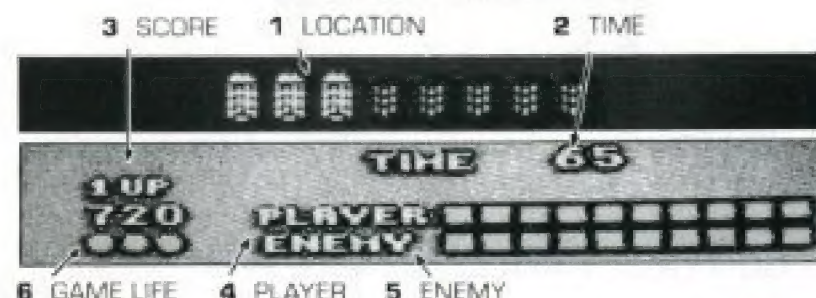 3 SCORE 1 LOCATION 2 TIME
TIME 65
1 UP
720
PLAYER
ENEMY
6 GAME LIFE 4 PLAYER 5 ENEMY